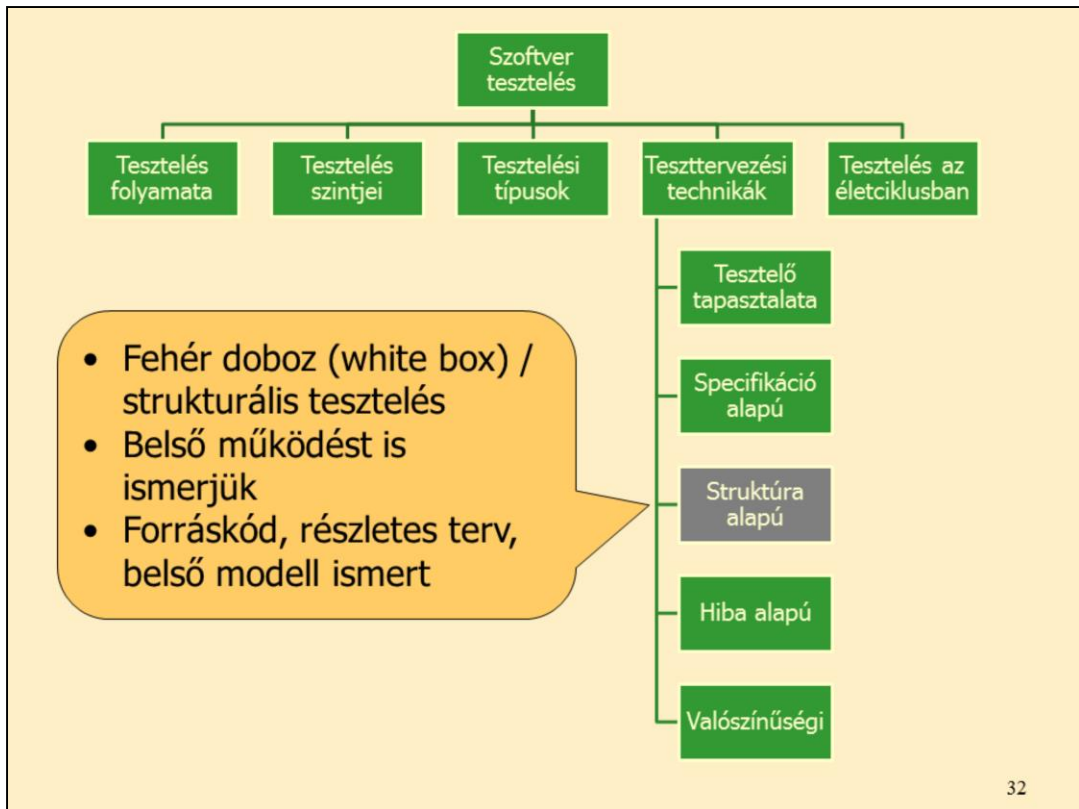 Szoftver
tesztelés
Tesztelés
folyamata
Tesztelés
szintjei
Tesztelési
típusok
Teszttervezési
technikák
Tesztelés az
életciklusban
Tesztelő
tapasztalata
Specifikáció
alapú
Struktúra
alapú
Hiba alapú
Valószínűségi
• Fehér doboz (white box) /
strukturális tesztelés
• Belső működést is
ismerjük
• Forráskód, részletes terv,
belső modell ismert
32